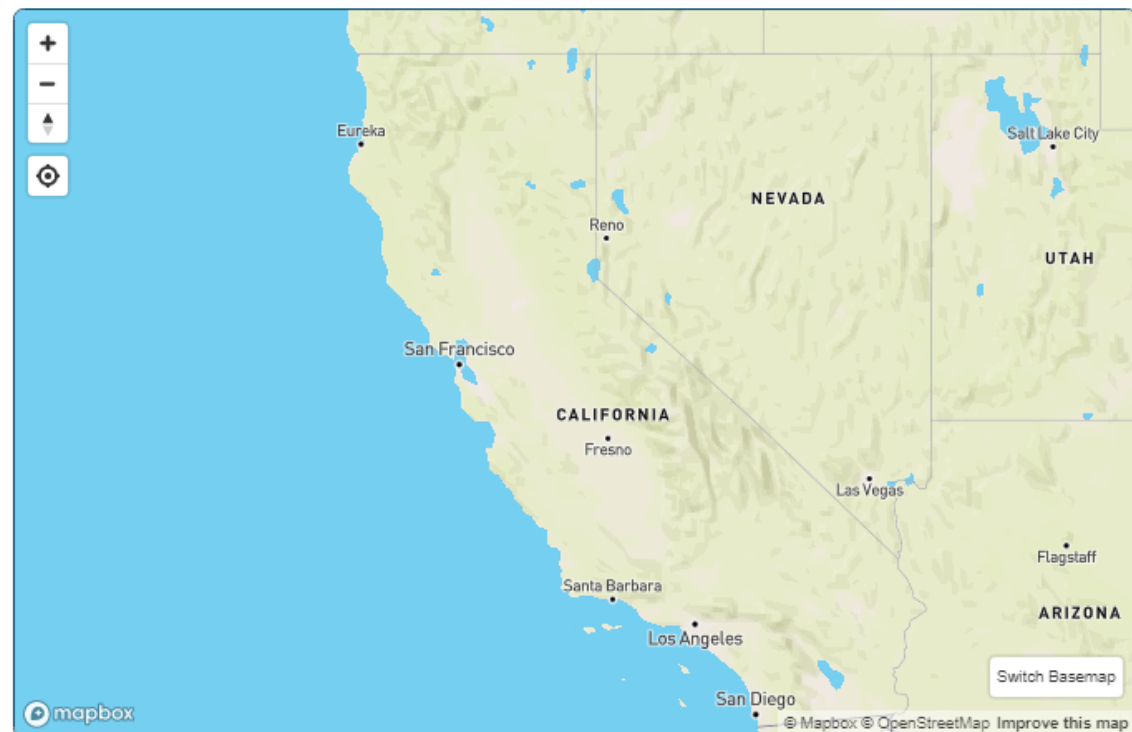 +
−
Eureka
Salt Lake City
NEVADA
Reno
UTAH
San Francisco
CALIFORNIA
Fresno
Las Vegas
Flagstaff
Santa Barbara
ARIZONA
Los Angeles
Switch Basemap
San Diego
mapbox
© Mapbox © OpenStreetMap Improve this map